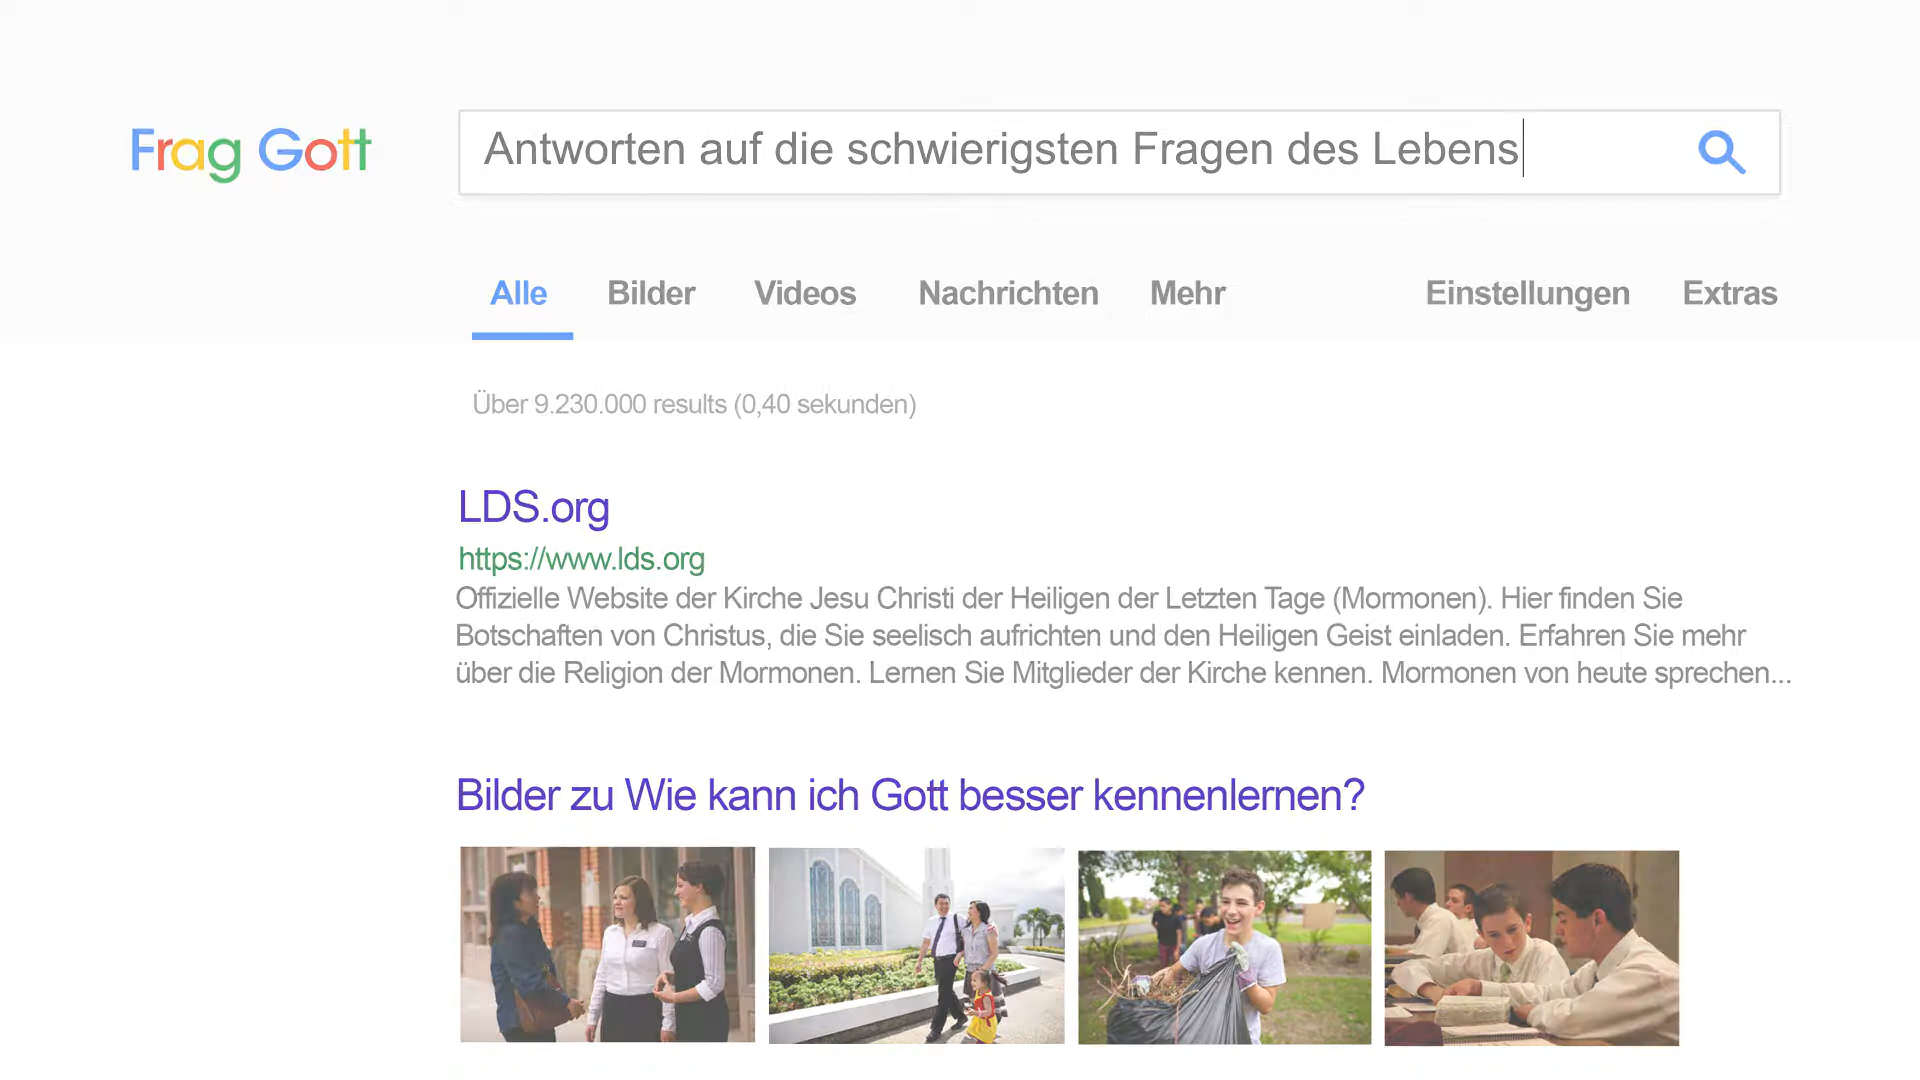 Frag Gott
Antworten auf die schwierigsten Fragen des Lebens
Alle Bilder Videos Nachrichten Mehr Einstellungen Extras
Über 9.230.000 results (0,40 sekunden)
LDS.org
https://www.lds.org
Offizielle Website der Kirche Jesu Christi der Heiligen der Letzten Tage (Mormonen). Hier finden Sie
Botschaften von Christus, die Sie seelisch aufrichten und den Heiligen Geist einladen. Erfahren Sie mehr
über die Religion der Mormonen. Lernen Sie Mitglieder der Kirche kennen. Mormonen von heute sprechen...
Bilder zu Wie kann ich Gott besser kennenlernen?